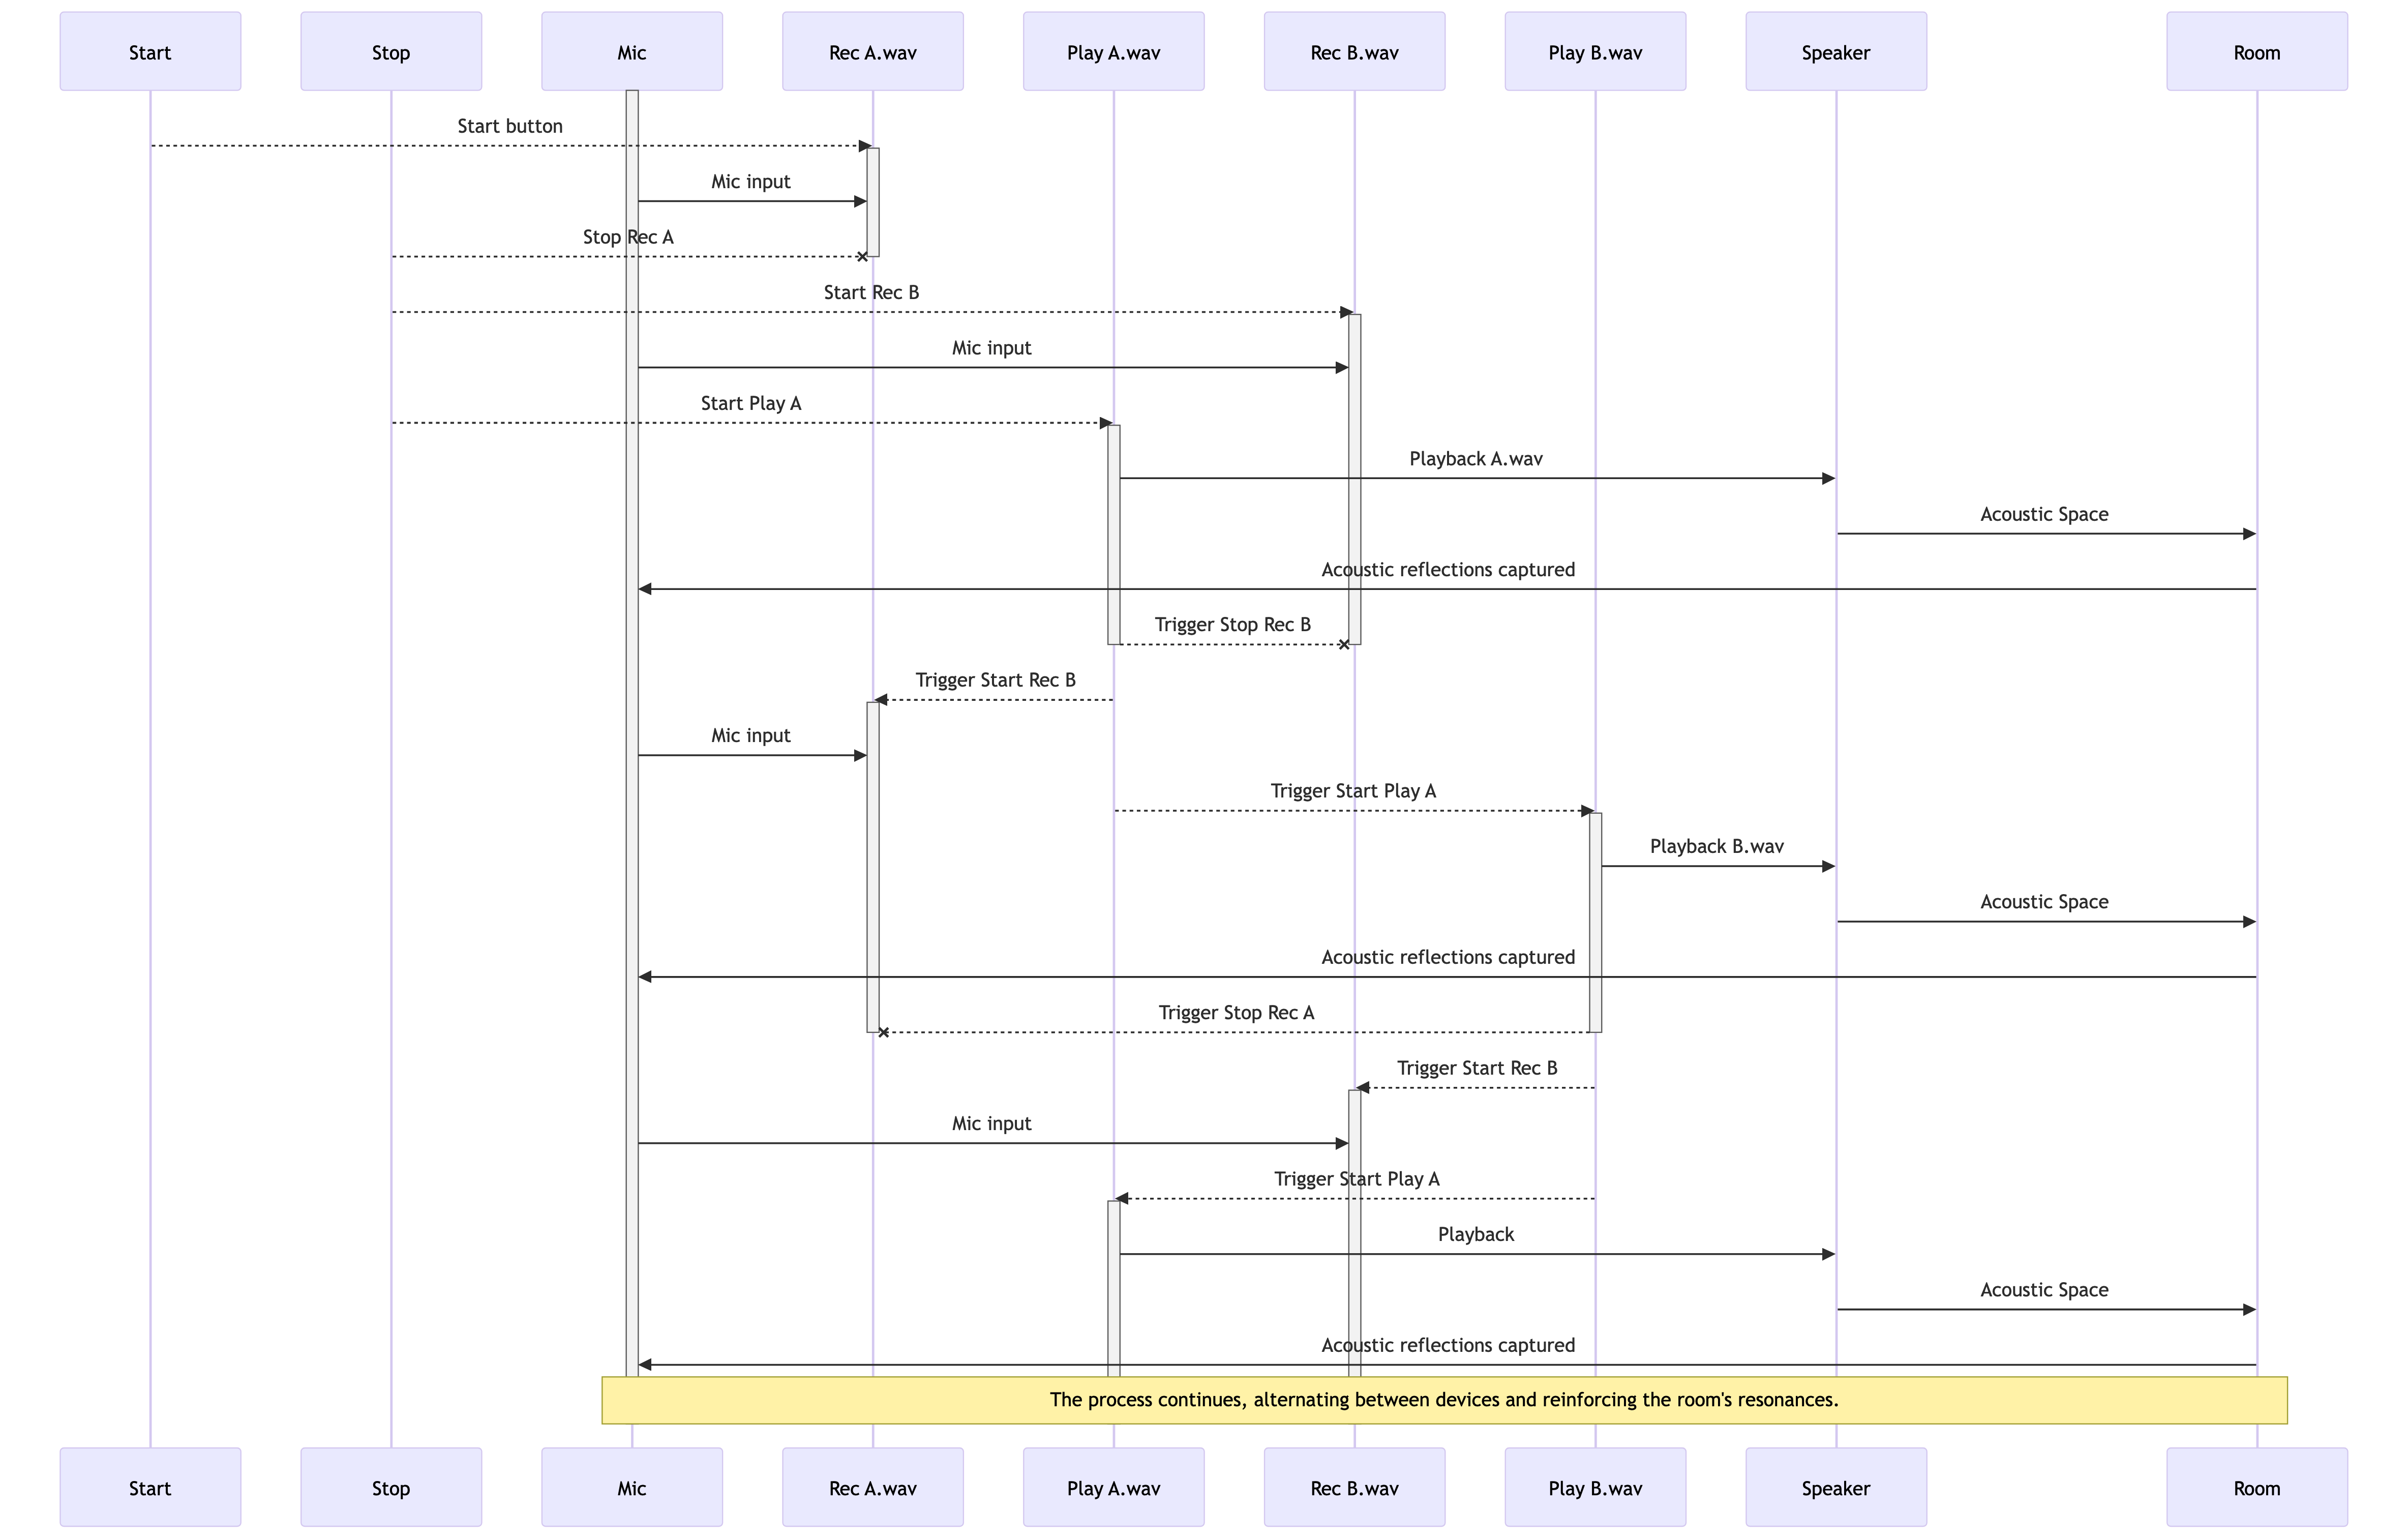 Start
Stop
Mic
Rec A.wav
Play A.wav
Rec B.wav
Play B.wav
Speaker
Room
Start button
Mic input
Stop Rec A
Start Rec B
Mic input
Start Play A
Playback A.wav
Acoustic Space
Acoustic reflections captured
Trigger Stop Rec B
Trigger Start Rec B
Mic input
Trigger Start Play A
Playback B.wav
Acoustic Space
Acoustic reflections captured
Trigger Stop Rec A
Trigger Start Rec B
Mic input
Trigger Start Play A
Playback
Acoustic Space
Acoustic reflections captured
The process continues, alternating between devices and reinforcing the room's resonances.
Start
Stop
Mic
Rec A.wav
Play A.wav
Rec B.wav
Play B.wav
Speaker
Room